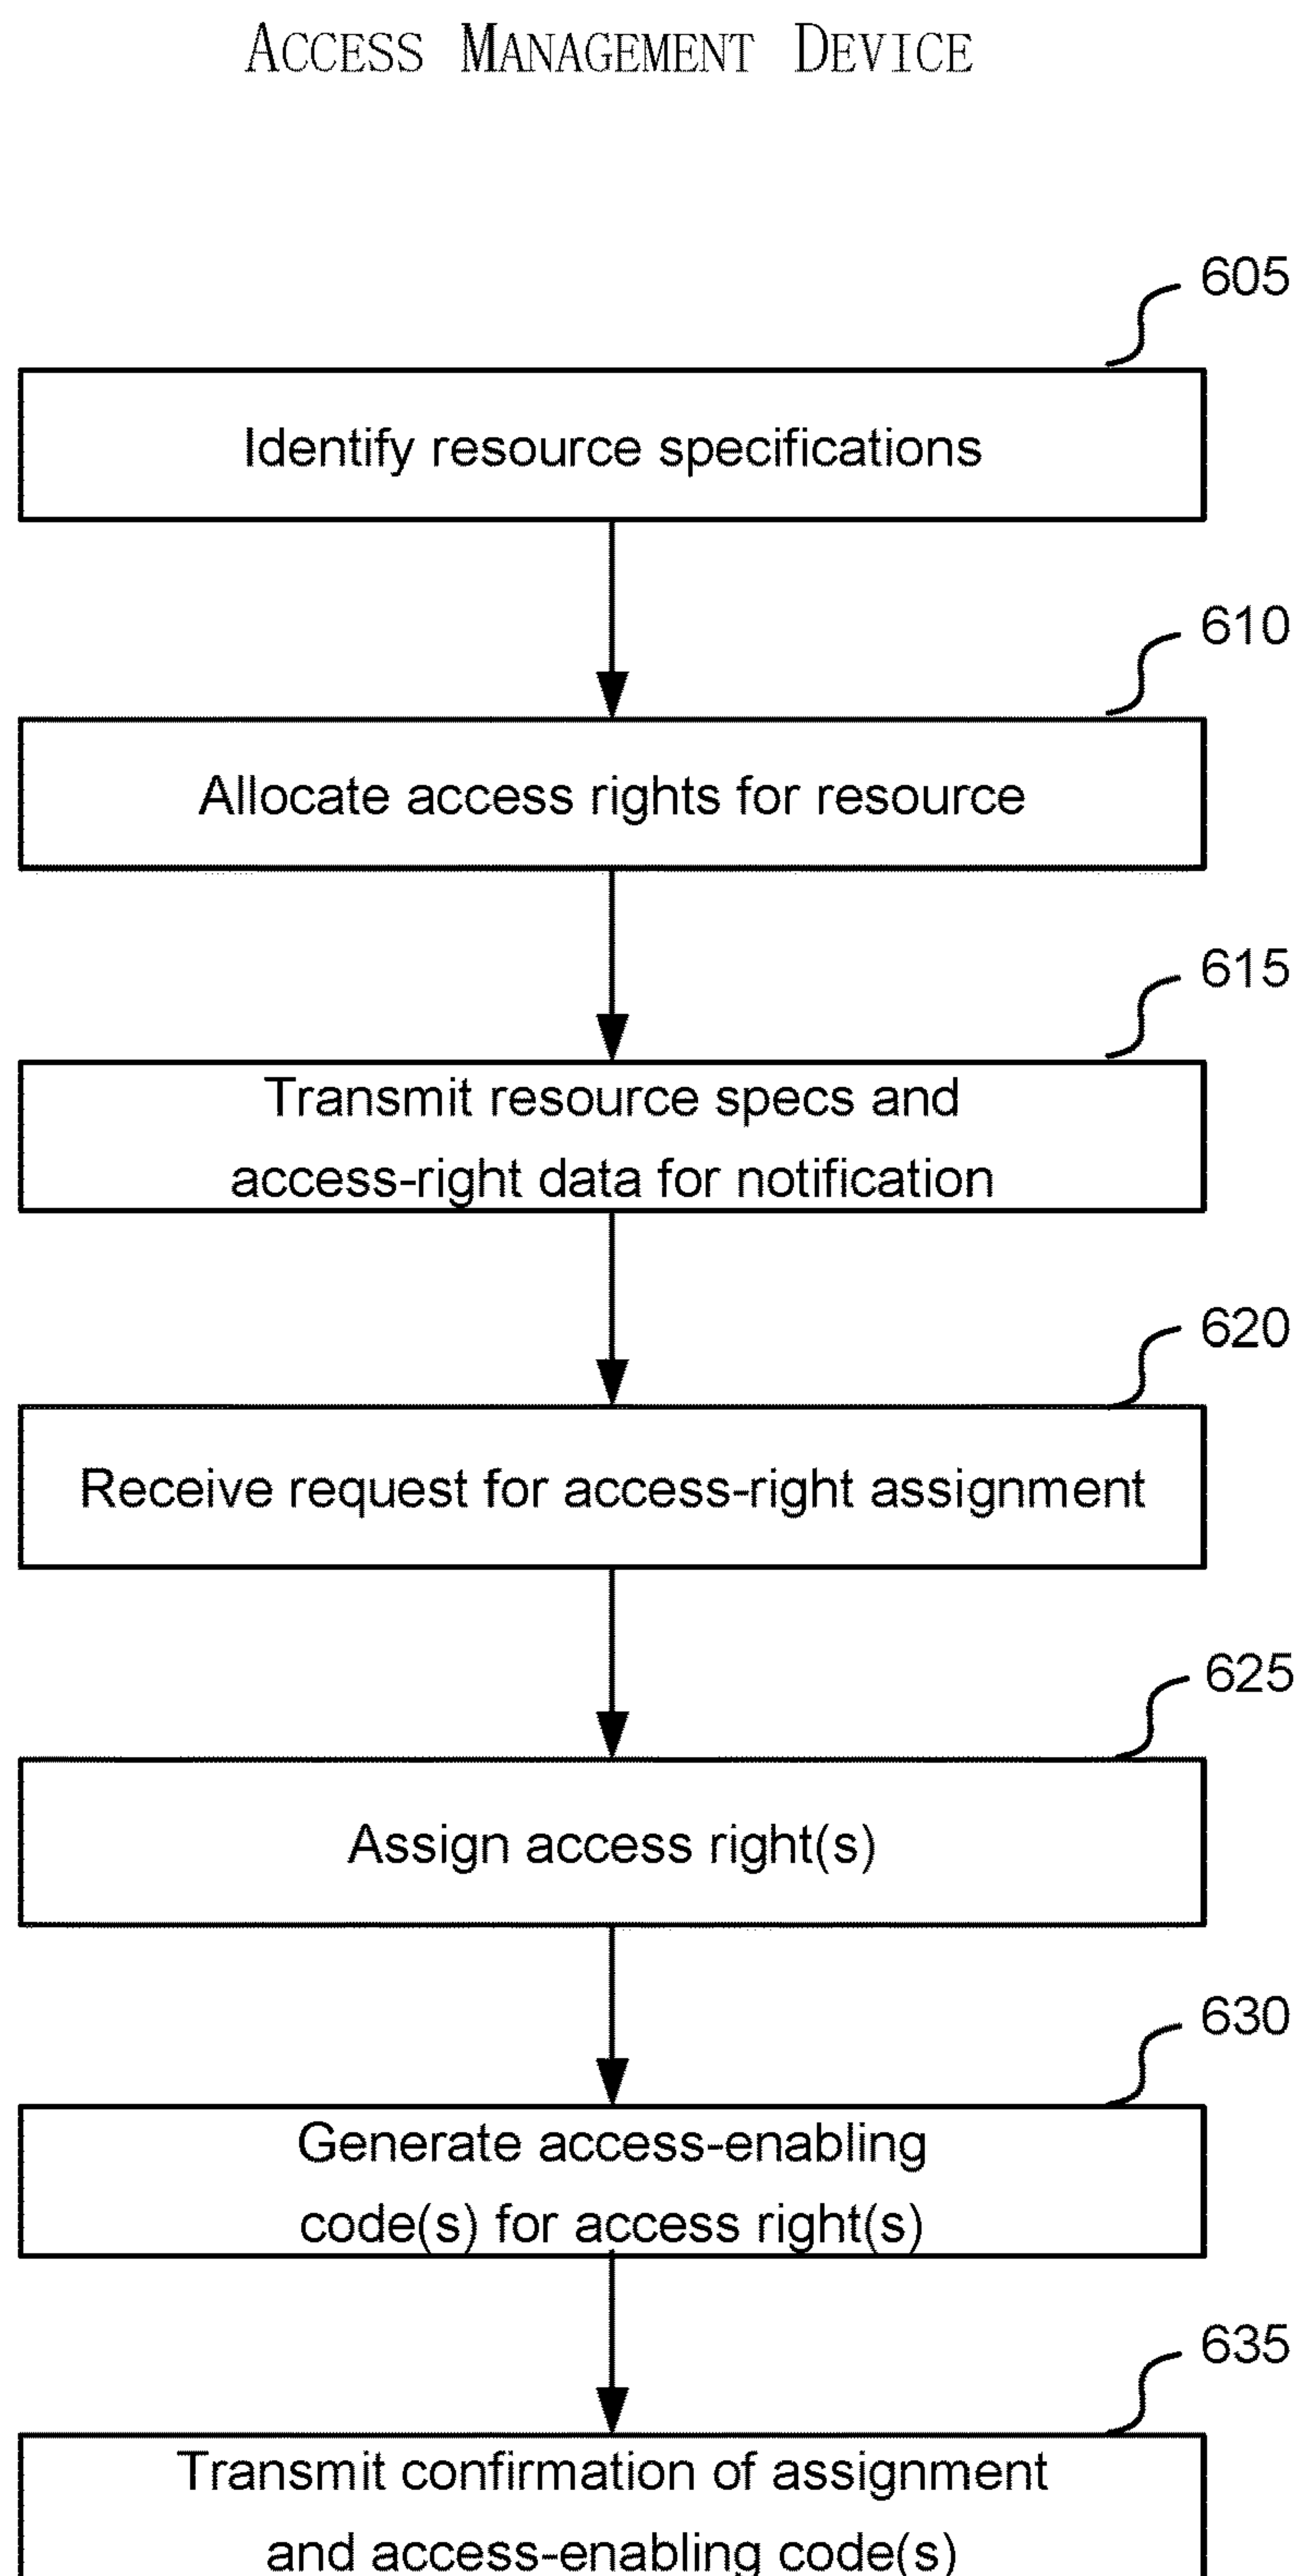 ACCESS MANAGEMENT DEVICE
605
Identify resource specifications
610
Allocate access rights for resource
615
Transmit resource specs and
access-right data for notification
620
Receive request for access-right assignment
625
Assign access right(s)
630
Generate access-enabling
code(s) for access right(s)
635
Transmit confirmation of assignment
and access-enabling code(s)